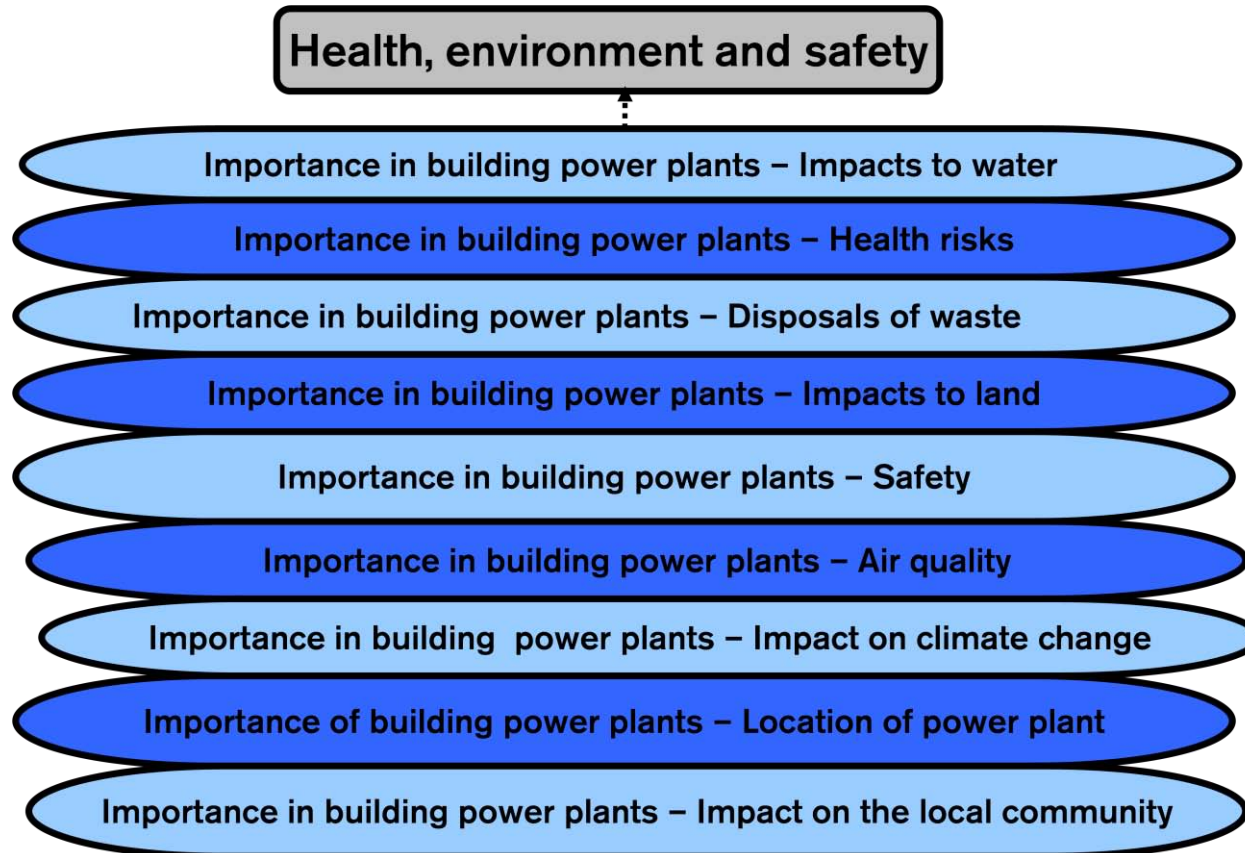 Health, environment and safety
Importance in building power plants – Impacts to water
Importance in building power plants – Health risks
Importance in building power plants – Disposals of waste
Importance in building power plants – Impacts to land
Importance in building power plants – Safety
Importance in building power plants – Air quality
Importance in building  power plants – Impact on climate change
Importance of building power plants – Location of power plant
Importance in building power plants – Impact on the local community